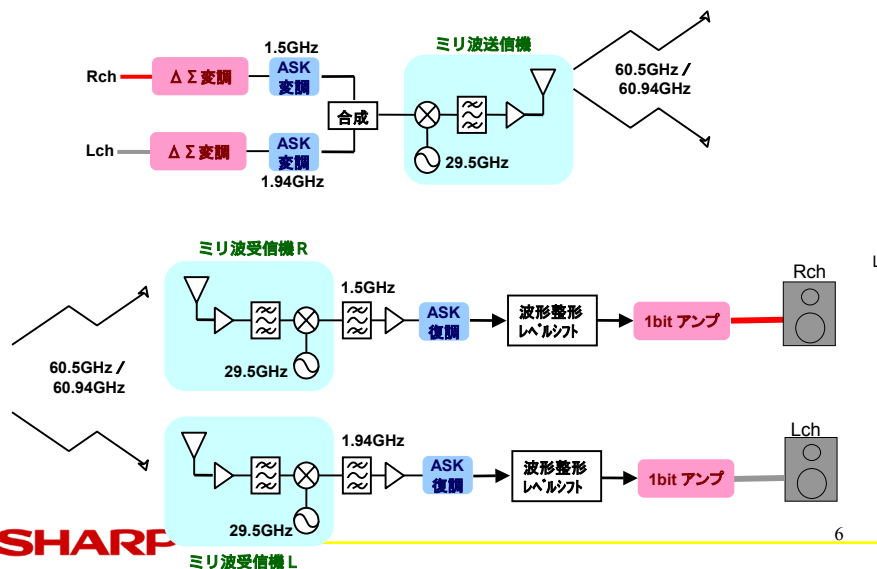 1.5GHz
ミリ波送信機
Rch
ΔΣ変調
ASK
変調
合成
60.5GHz /
60.94GHz
Lch
ΔΣ変調
ASK
変調
1.94GHz
29.5GHz
ミリ波受信機R
1.5GHz
Rch
L
ASK
復調
波形整形
レベルシフト
1bit アンプ
29.5GHz
60.5GHz /
60.94GHz
1.94GHz
Lch
ASK
復調
波形整形
レベルシフト
1bit アンプ
29.5GHz
SHARP
6
ミリ波受信機L